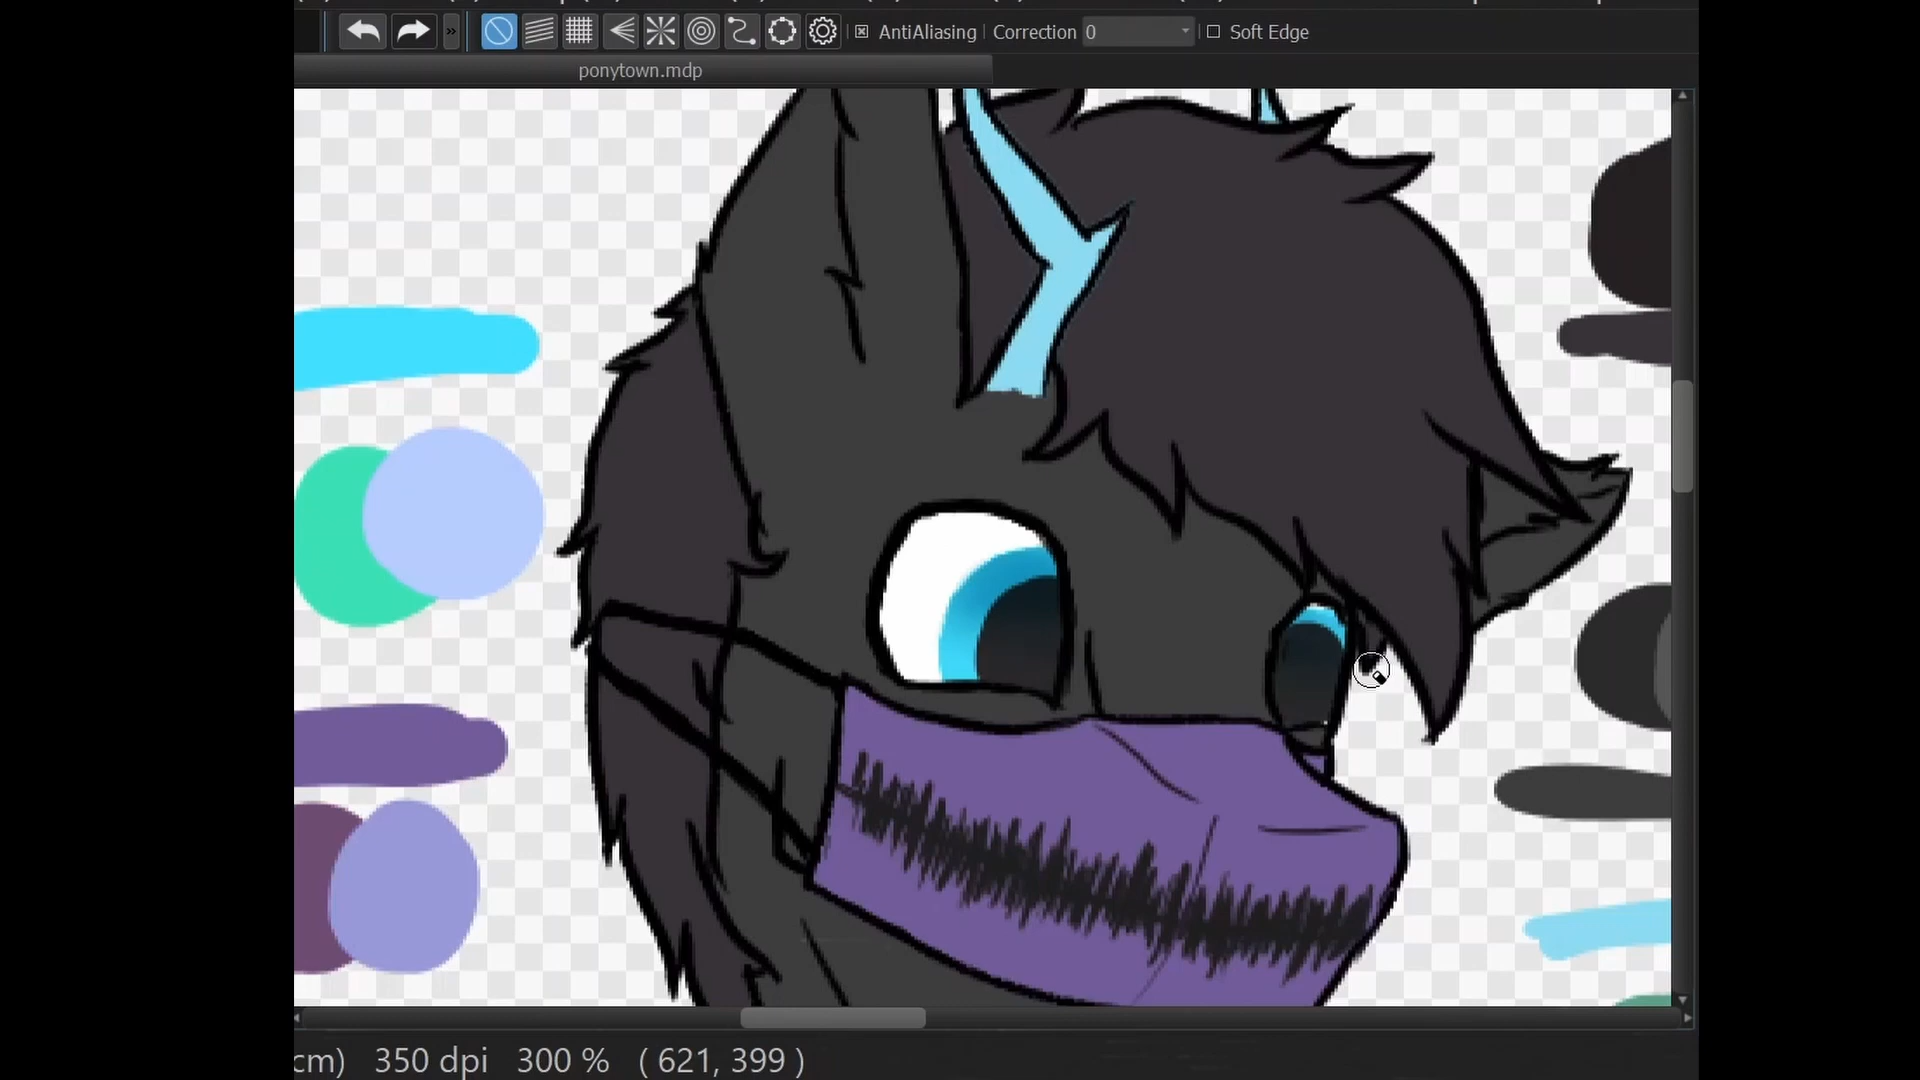 » AntiAliasing Correction 0 Soft Edge
ponytown.mdp
cm) 350 dpi 300 % ( 621, 399 )